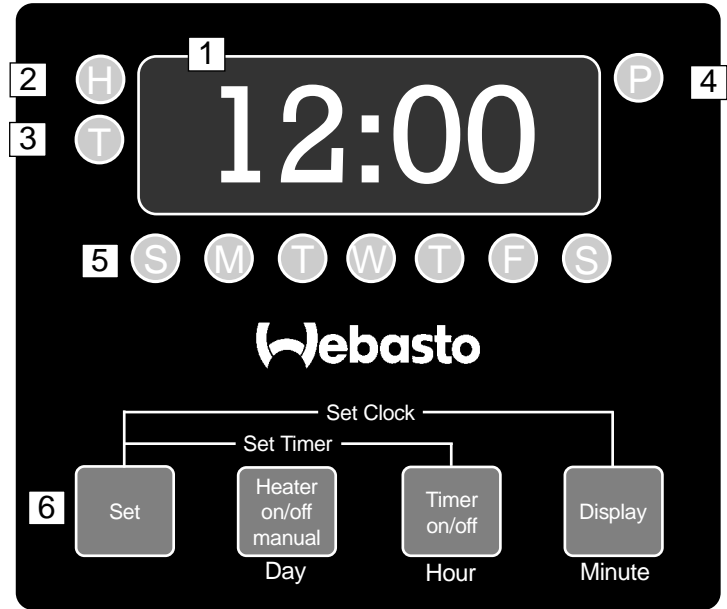 1
2 H 12:00 P 4
3 T
5 S M T W T F S
Webasto
Set Clock
Set Timer
6 Set
Heater
on/off
manual
Timer
on/off
Display
Day Hour Minute